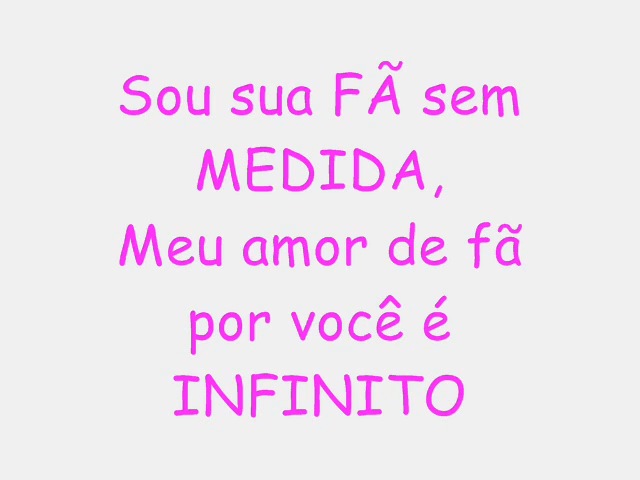 Sou sua FÃ sem
MEDIDA,
Meu amor de fã
por você é
INFINITO